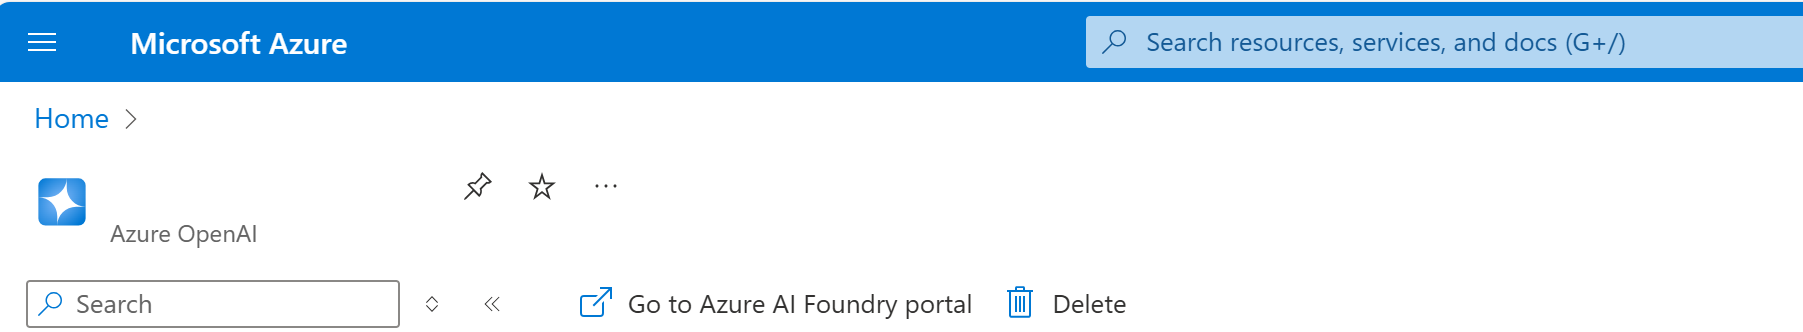 Microsoft Azure
Search resources, services, and docs (G+/)
Home
Azure OpenAI
Search
Go to Azure AI Foundry portal
Delete